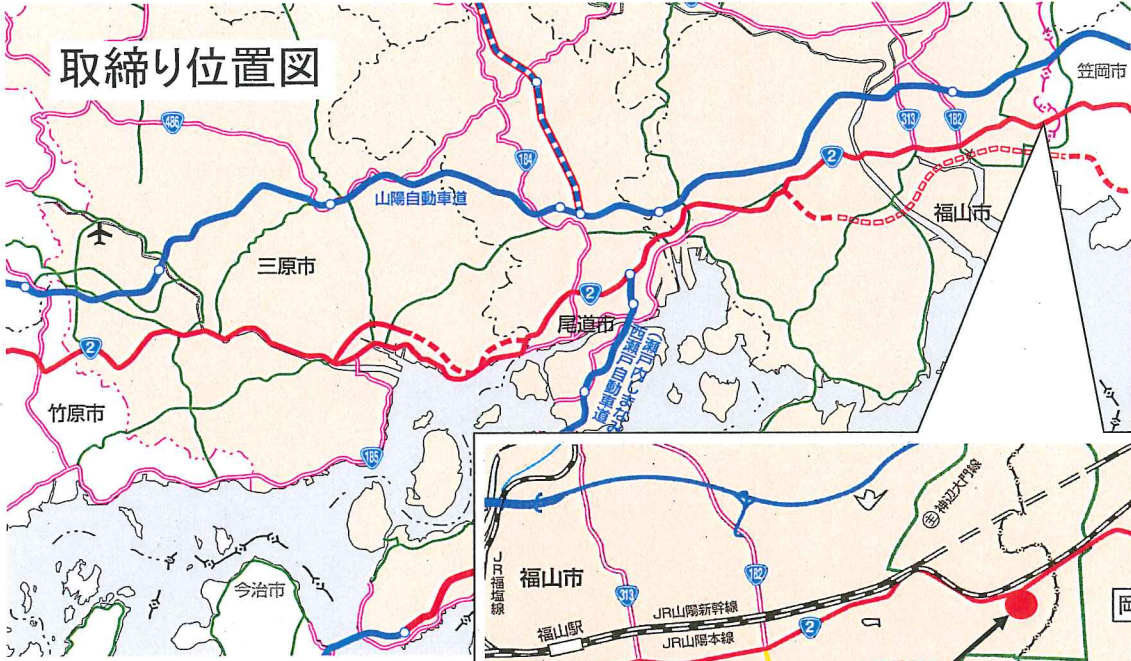 取締り位置図
笠岡市
486
313
182
184
2
山陽自動車道
福山市
三原市
2
尾道市
(瀬戸内しまなみ
西瀬戸自動車道
2
竹原市
185
今治市
主 神辺大門線
JR福塩線
福山市
182
313
JR山陽新幹線
福山駅
JR山陽本線
2
岡